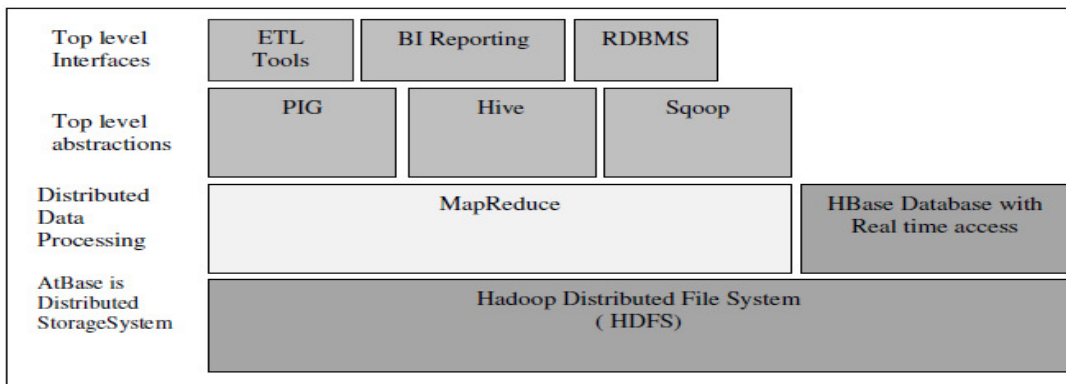 Top level
Interfaces
ETL
Tools
BI Reporting
RDBMS
Top level
abstractions
PIG
Hive
Sqoop
Distributed
Data
Processing
MapReduce
HBase Database with
Real time access
AtBase is
Distributed
StorageSystem
Hadoop Distributed File System
( HDFS)